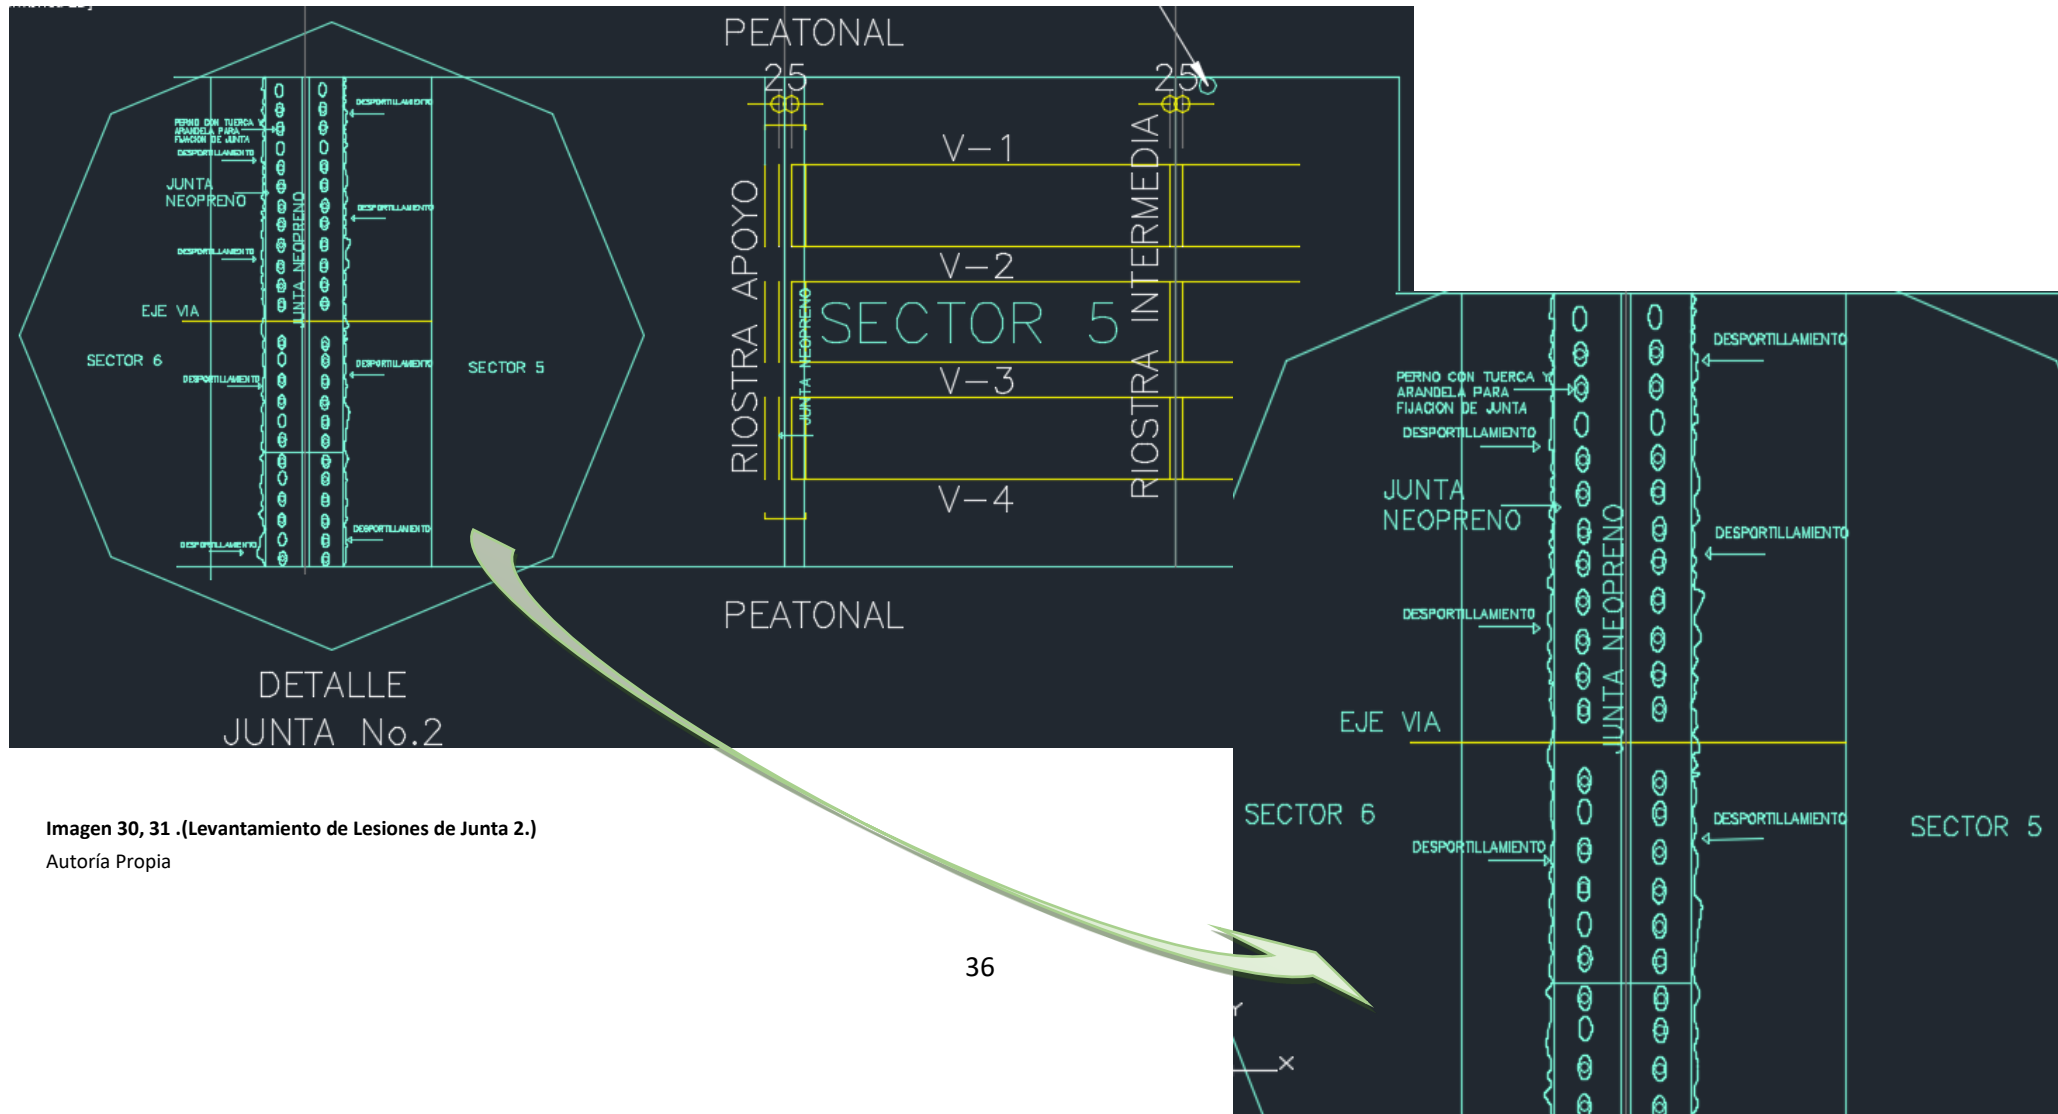 PEATONAL
25
25
DESPORTILLAMIENTO
PERNO CON TUERCA Y
ARANDELA PARA
FIJACION DE JUNTA
DESPORTILLAMIENTO
JUNTA
NEOPRENO
JUNTA NEOPRENO
DESPORTILLAMIENTO
DESPORTILLAMIENTO
EJE VIA
SECTOR 6
DESPORTILLAMIENTO
DESPORTILLAMIENTO
SECTOR 5
DESPORTILLAMIENTO
DESPORTILLAMIENTO
RIOSTRA APOYO
V-1
V-2
SECTOR 5
JUNTA NEOPRENO
V-3
V-4
RIOSTRA INTERMEDIA
PEATONAL
DETALLE
JUNTA No.2
DESPORTILLAMIENTO
PERNO CON TUERCA Y
ARANDELA PARA
FIJACION DE JUNTA
DESPORTILLAMIENTO
JUNTA
NEOPRENO
JUNTA NEOPRENO
DESPORTILLAMIENTO
DESPORTILLAMIENTO
EJE VIA
SECTOR 6
DESPORTILLAMIENTO
DESPORTILLAMIENTO
SECTOR 5
Y
X
Imagen 30, 31 .(Levantamiento de Lesiones de Junta 2.)
Autoría Propia
36